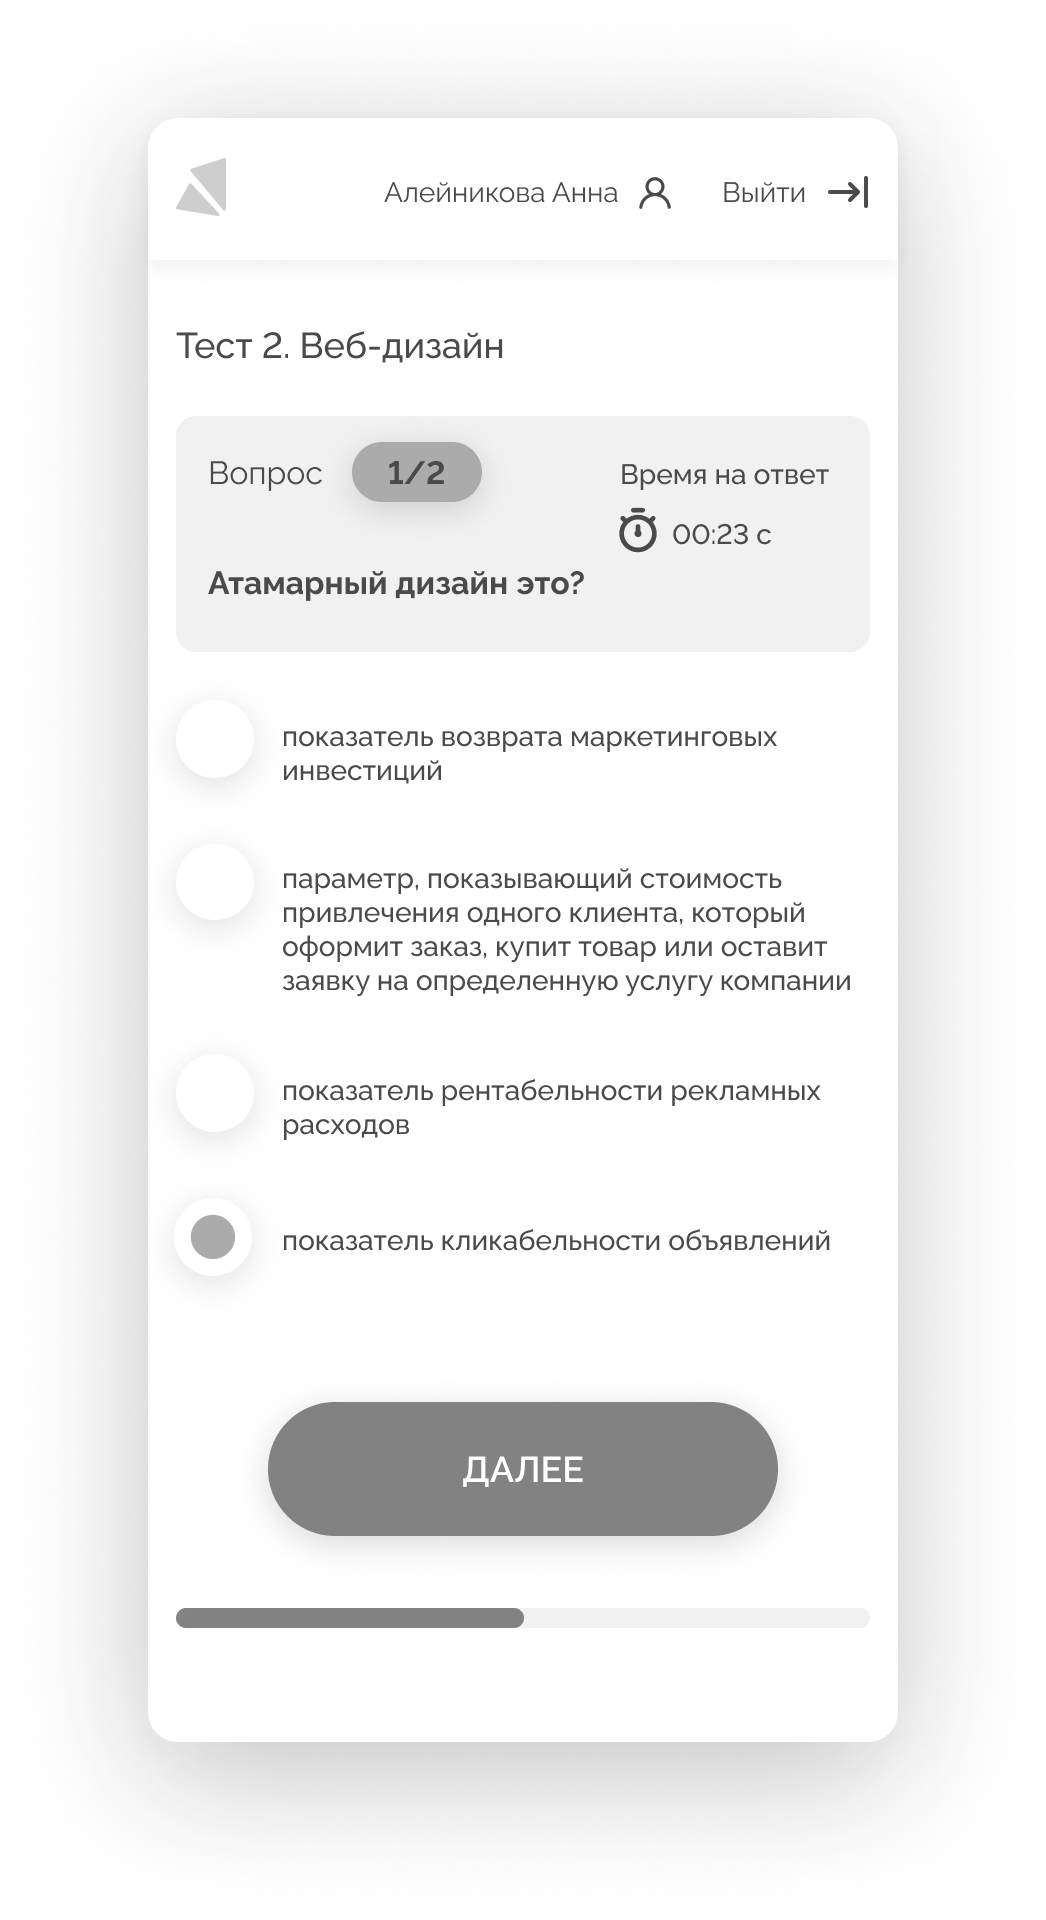 Алейникова Анна
Выйти
Тест 2. Веб-дизайн
Вопрос 1/2
Время на ответ
00:23 с
Атамарный дизайн это?
показатель возврата маркетинговых
инвестиций
параметр, показывающий стоимость
привлечения одного клиента, который
оформит заказ, купит товар или оставит
заявку на определенную услугу компании
показатель рентабельности рекламных
расходов
показатель кликабельности объявлений
ДАЛЕЕ